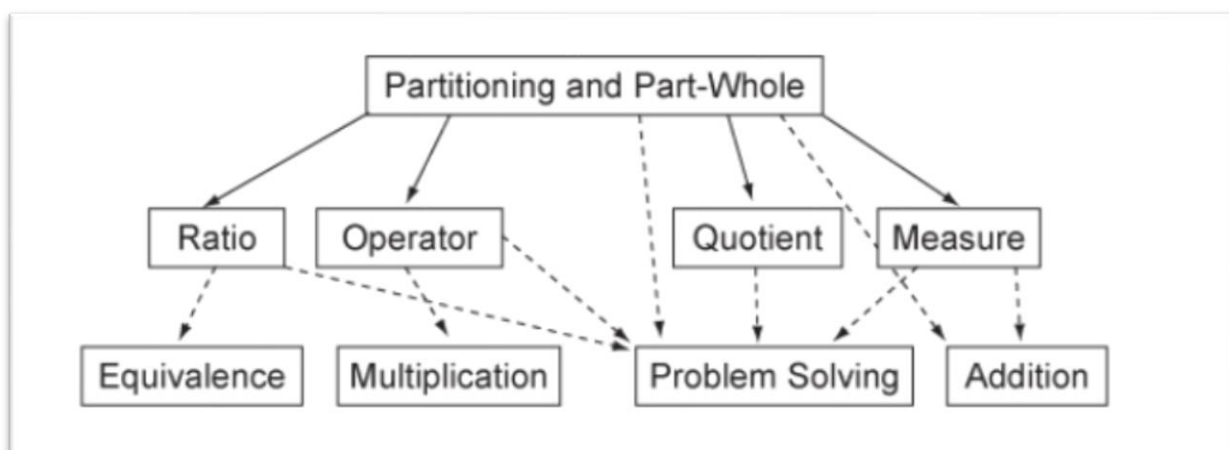 Partitioning and Part-Whole
Ratio
Operator
Quotient
Measure
Equivalence
Multiplication
Problem Solving
Addition